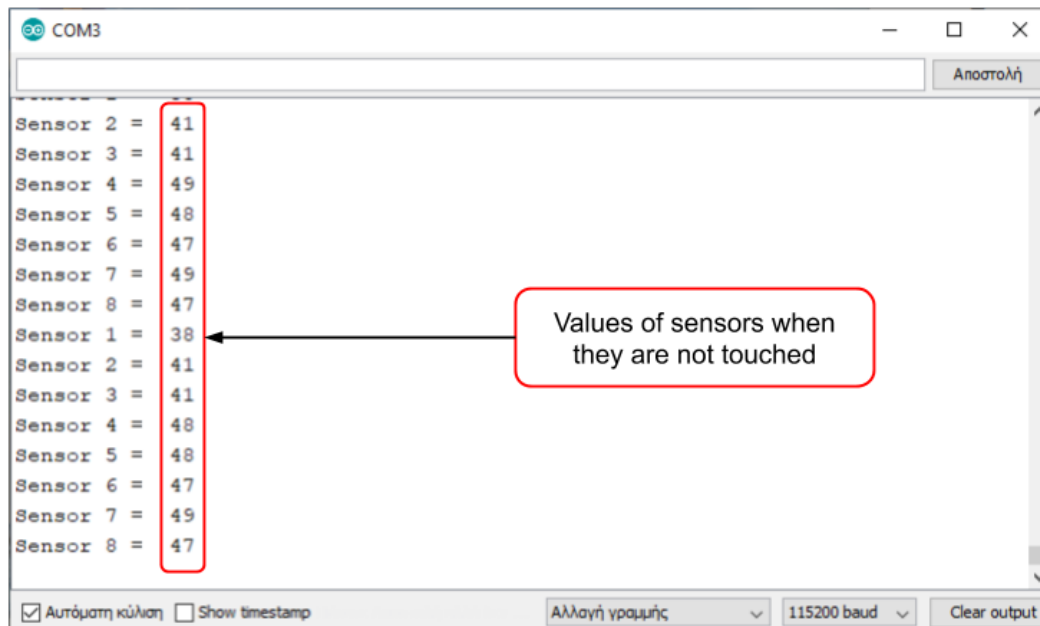 COM3
Αποστολή
Sensor 2 = 41
Sensor 3 = 41
Sensor 4 = 49
Sensor 5 = 48
Sensor 6 = 47
Sensor 7 = 49
Sensor 8 = 47
Sensor 1 = 38
Sensor 2 = 41
Sensor 3 = 41
Sensor 4 = 48
Sensor 5 = 48
Sensor 6 = 47
Sensor 7 = 49
Sensor 8 = 47
Values of sensors when
they are not touched
Αυτόματη κύλιση Show timestamp Αλλαγή γραμμής 115200 baud Clear output